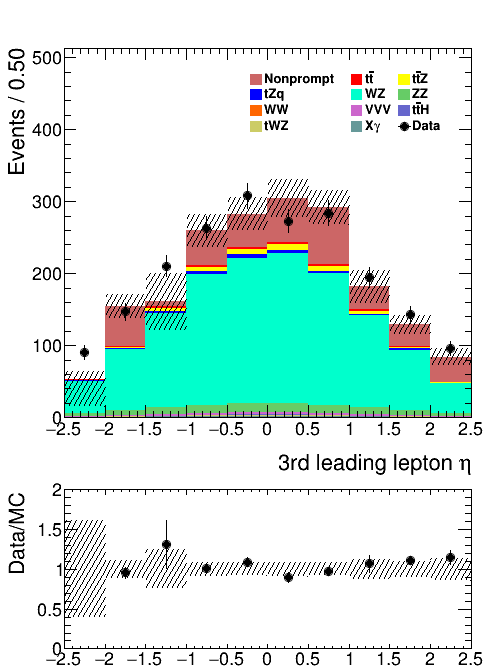 Events / 0.50
500
400
300
200
100
0
Nonprompt tt̄ tt̄Z
tZq WZ ZZ
WW VVV tt̄H
tWZ Xγ Data
−2.5 −2 −1.5 −1 −0.5 0 0.5 1 1.5 2 2.5
3rd leading lepton η
Data/MC
2
1.5
1
0.5
0
−2.5 −2 −1.5 −1 −0.5 0 0.5 1 1.5 2 2.5